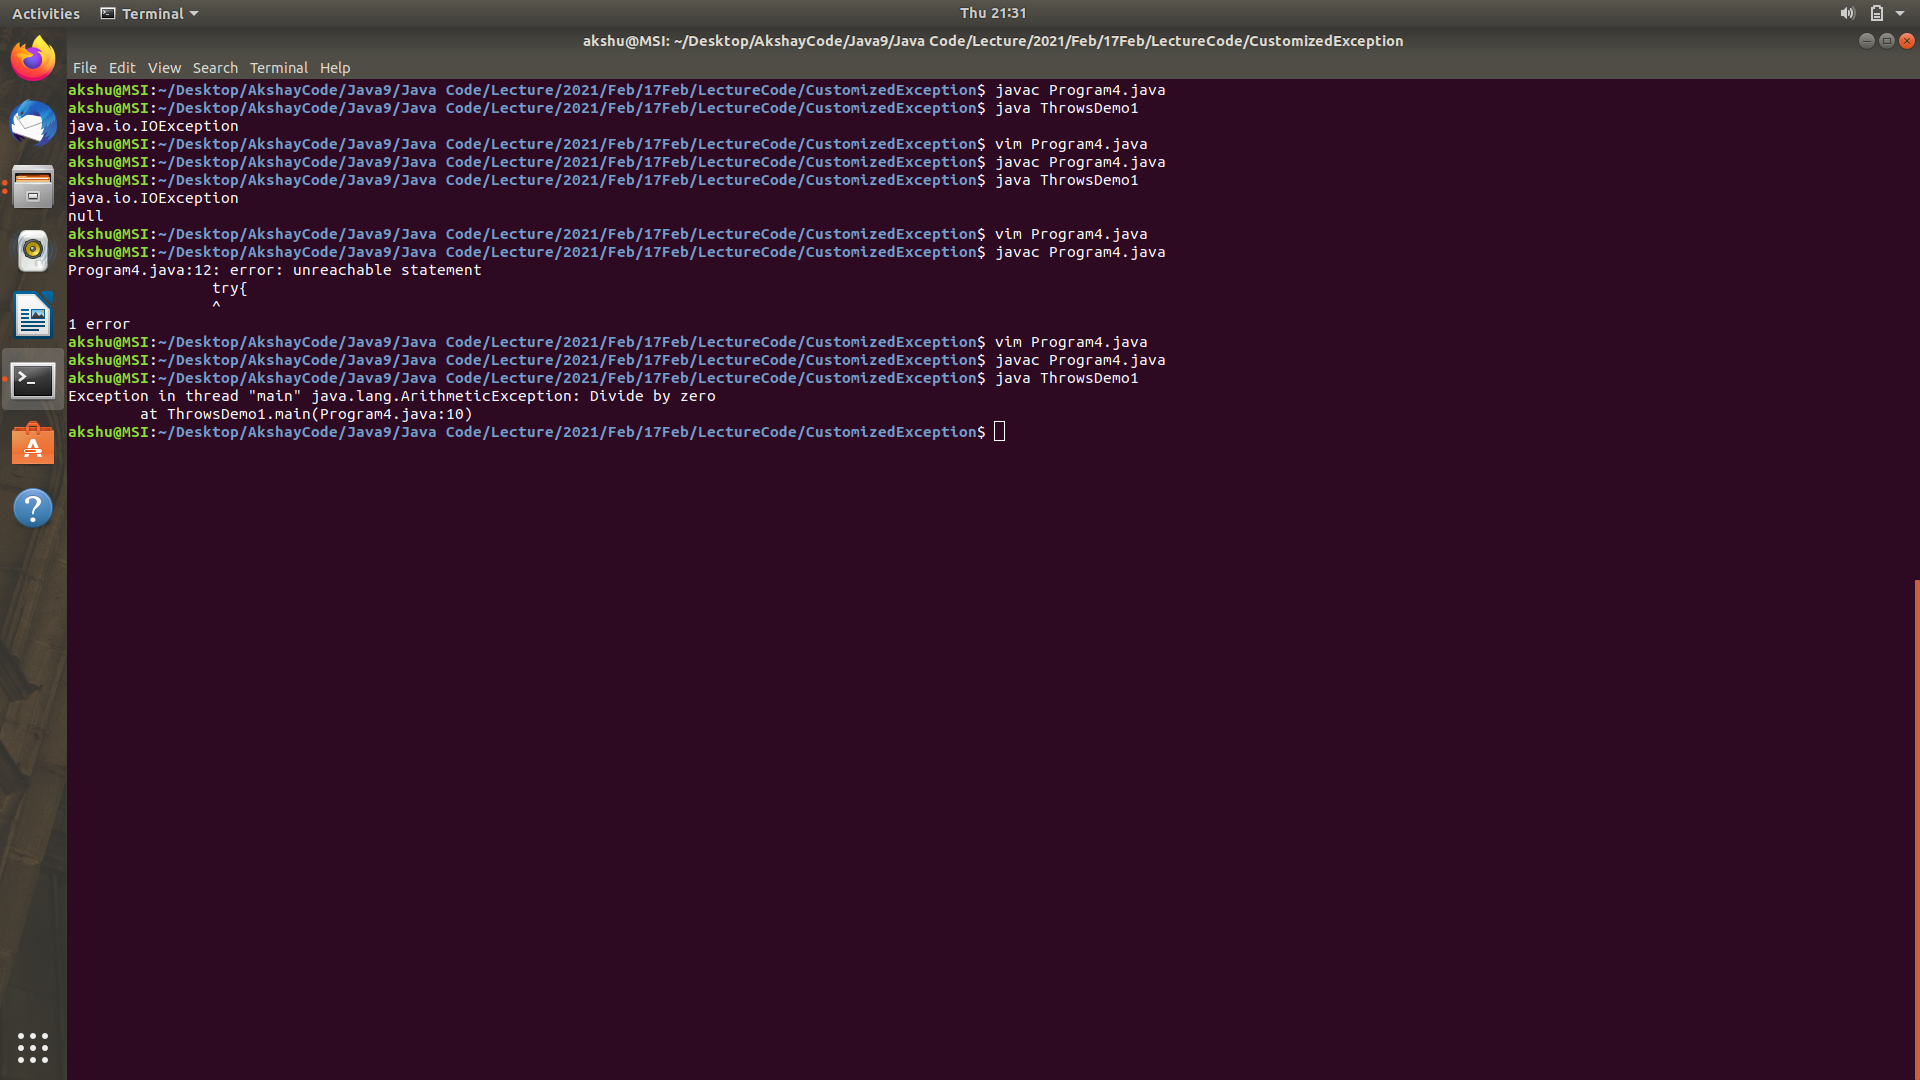 Activities Terminal Thu 21:31
akshu@MSI: ~/Desktop/AkshayCode/Java9/Java Code/Lecture/2021/Feb/17Feb/LectureCode/CustomizedException
File Edit View Search Terminal Help
akshu@MSI:~/Desktop/AkshayCode/Java9/Java Code/Lecture/2021/Feb/17Feb/LectureCode/CustomizedException$ javac Program4.java
akshu@MSI:~/Desktop/AkshayCode/Java9/Java Code/Lecture/2021/Feb/17Feb/LectureCode/CustomizedException$ java ThrowsDemo1
java.io.IOException
akshu@MSI:~/Desktop/AkshayCode/Java9/Java Code/Lecture/2021/Feb/17Feb/LectureCode/CustomizedException$ vim Program4.java
akshu@MSI:~/Desktop/AkshayCode/Java9/Java Code/Lecture/2021/Feb/17Feb/LectureCode/CustomizedException$ javac Program4.java
akshu@MSI:~/Desktop/AkshayCode/Java9/Java Code/Lecture/2021/Feb/17Feb/LectureCode/CustomizedException$ java ThrowsDemo1
java.io.IOException
null
akshu@MSI:~/Desktop/AkshayCode/Java9/Java Code/Lecture/2021/Feb/17Feb/LectureCode/CustomizedException$ vim Program4.java
akshu@MSI:~/Desktop/AkshayCode/Java9/Java Code/Lecture/2021/Feb/17Feb/LectureCode/CustomizedException$ javac Program4.java
Program4.java:12: error: unreachable statement
                try{
                ^
1 error
akshu@MSI:~/Desktop/AkshayCode/Java9/Java Code/Lecture/2021/Feb/17Feb/LectureCode/CustomizedException$ vim Program4.java
akshu@MSI:~/Desktop/AkshayCode/Java9/Java Code/Lecture/2021/Feb/17Feb/LectureCode/CustomizedException$ javac Program4.java
akshu@MSI:~/Desktop/AkshayCode/Java9/Java Code/Lecture/2021/Feb/17Feb/LectureCode/CustomizedException$ java ThrowsDemo1
Exception in thread "main" java.lang.ArithmeticException: Divide by zero
        at ThrowsDemo1.main(Program4.java:10)
akshu@MSI:~/Desktop/AkshayCode/Java9/Java Code/Lecture/2021/Feb/17Feb/LectureCode/CustomizedException$